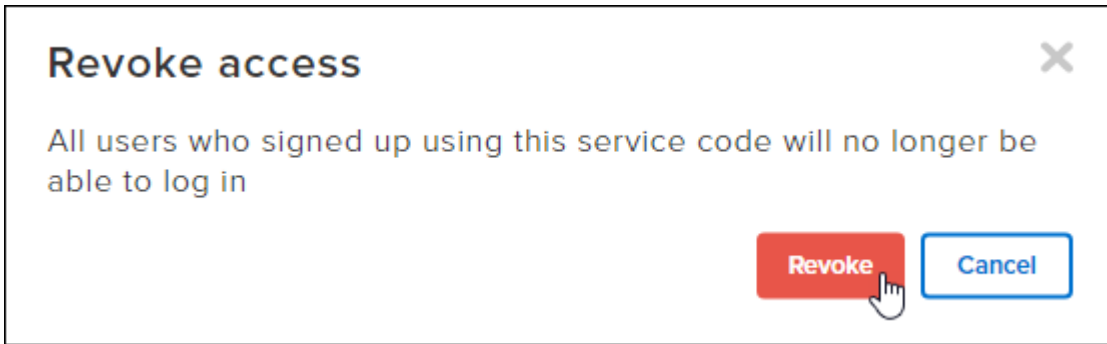 Revoke access
All users who signed up using this service code will no longer be
able to log in
Revoke
Cancel